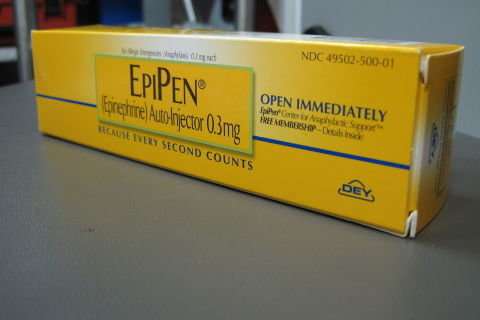 For Allergic Emergencies (Anaphylaxis) 0.3 mg each
NDC 49502-500-01
EPIPEN®
(Epinephrine) Auto-Injector 0.3mg
BECAUSE EVERY SECOND COUNTS
OPEN IMMEDIATELY
EpiPen® Center for Anaphylactic Support™
FREE MEMBERSHIP – Details Inside
DEY